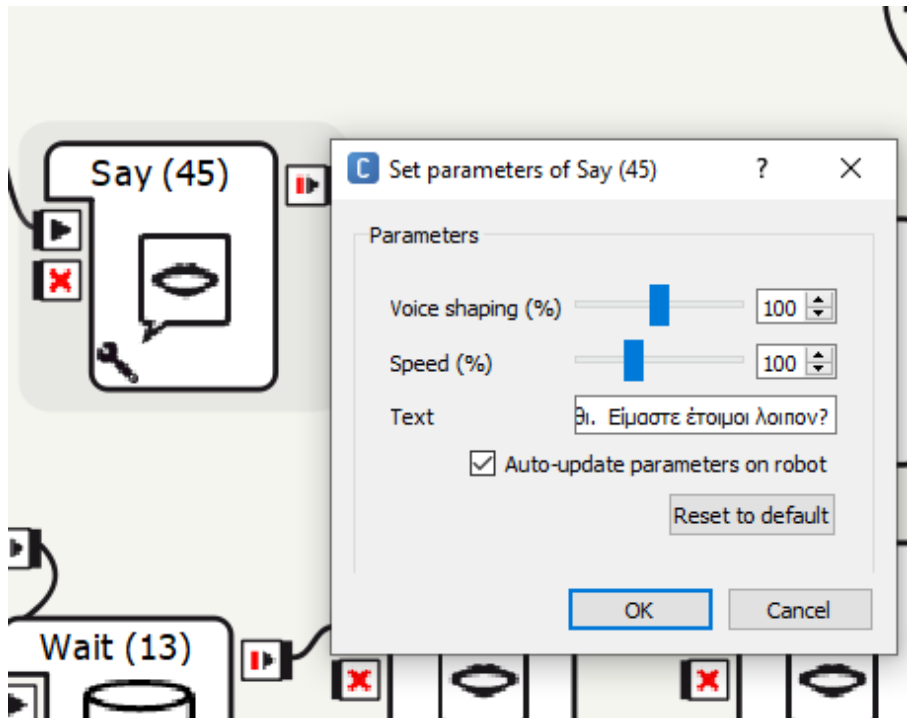 Say (45)
Set parameters of Say (45)
?
Parameters
Voice shaping (%)
100
Speed (%)
100
Text
θι. Είμαστε έτοιμοι λοιπον?
Auto-update parameters on robot
Reset to default
OK
Cancel
Wait (13)